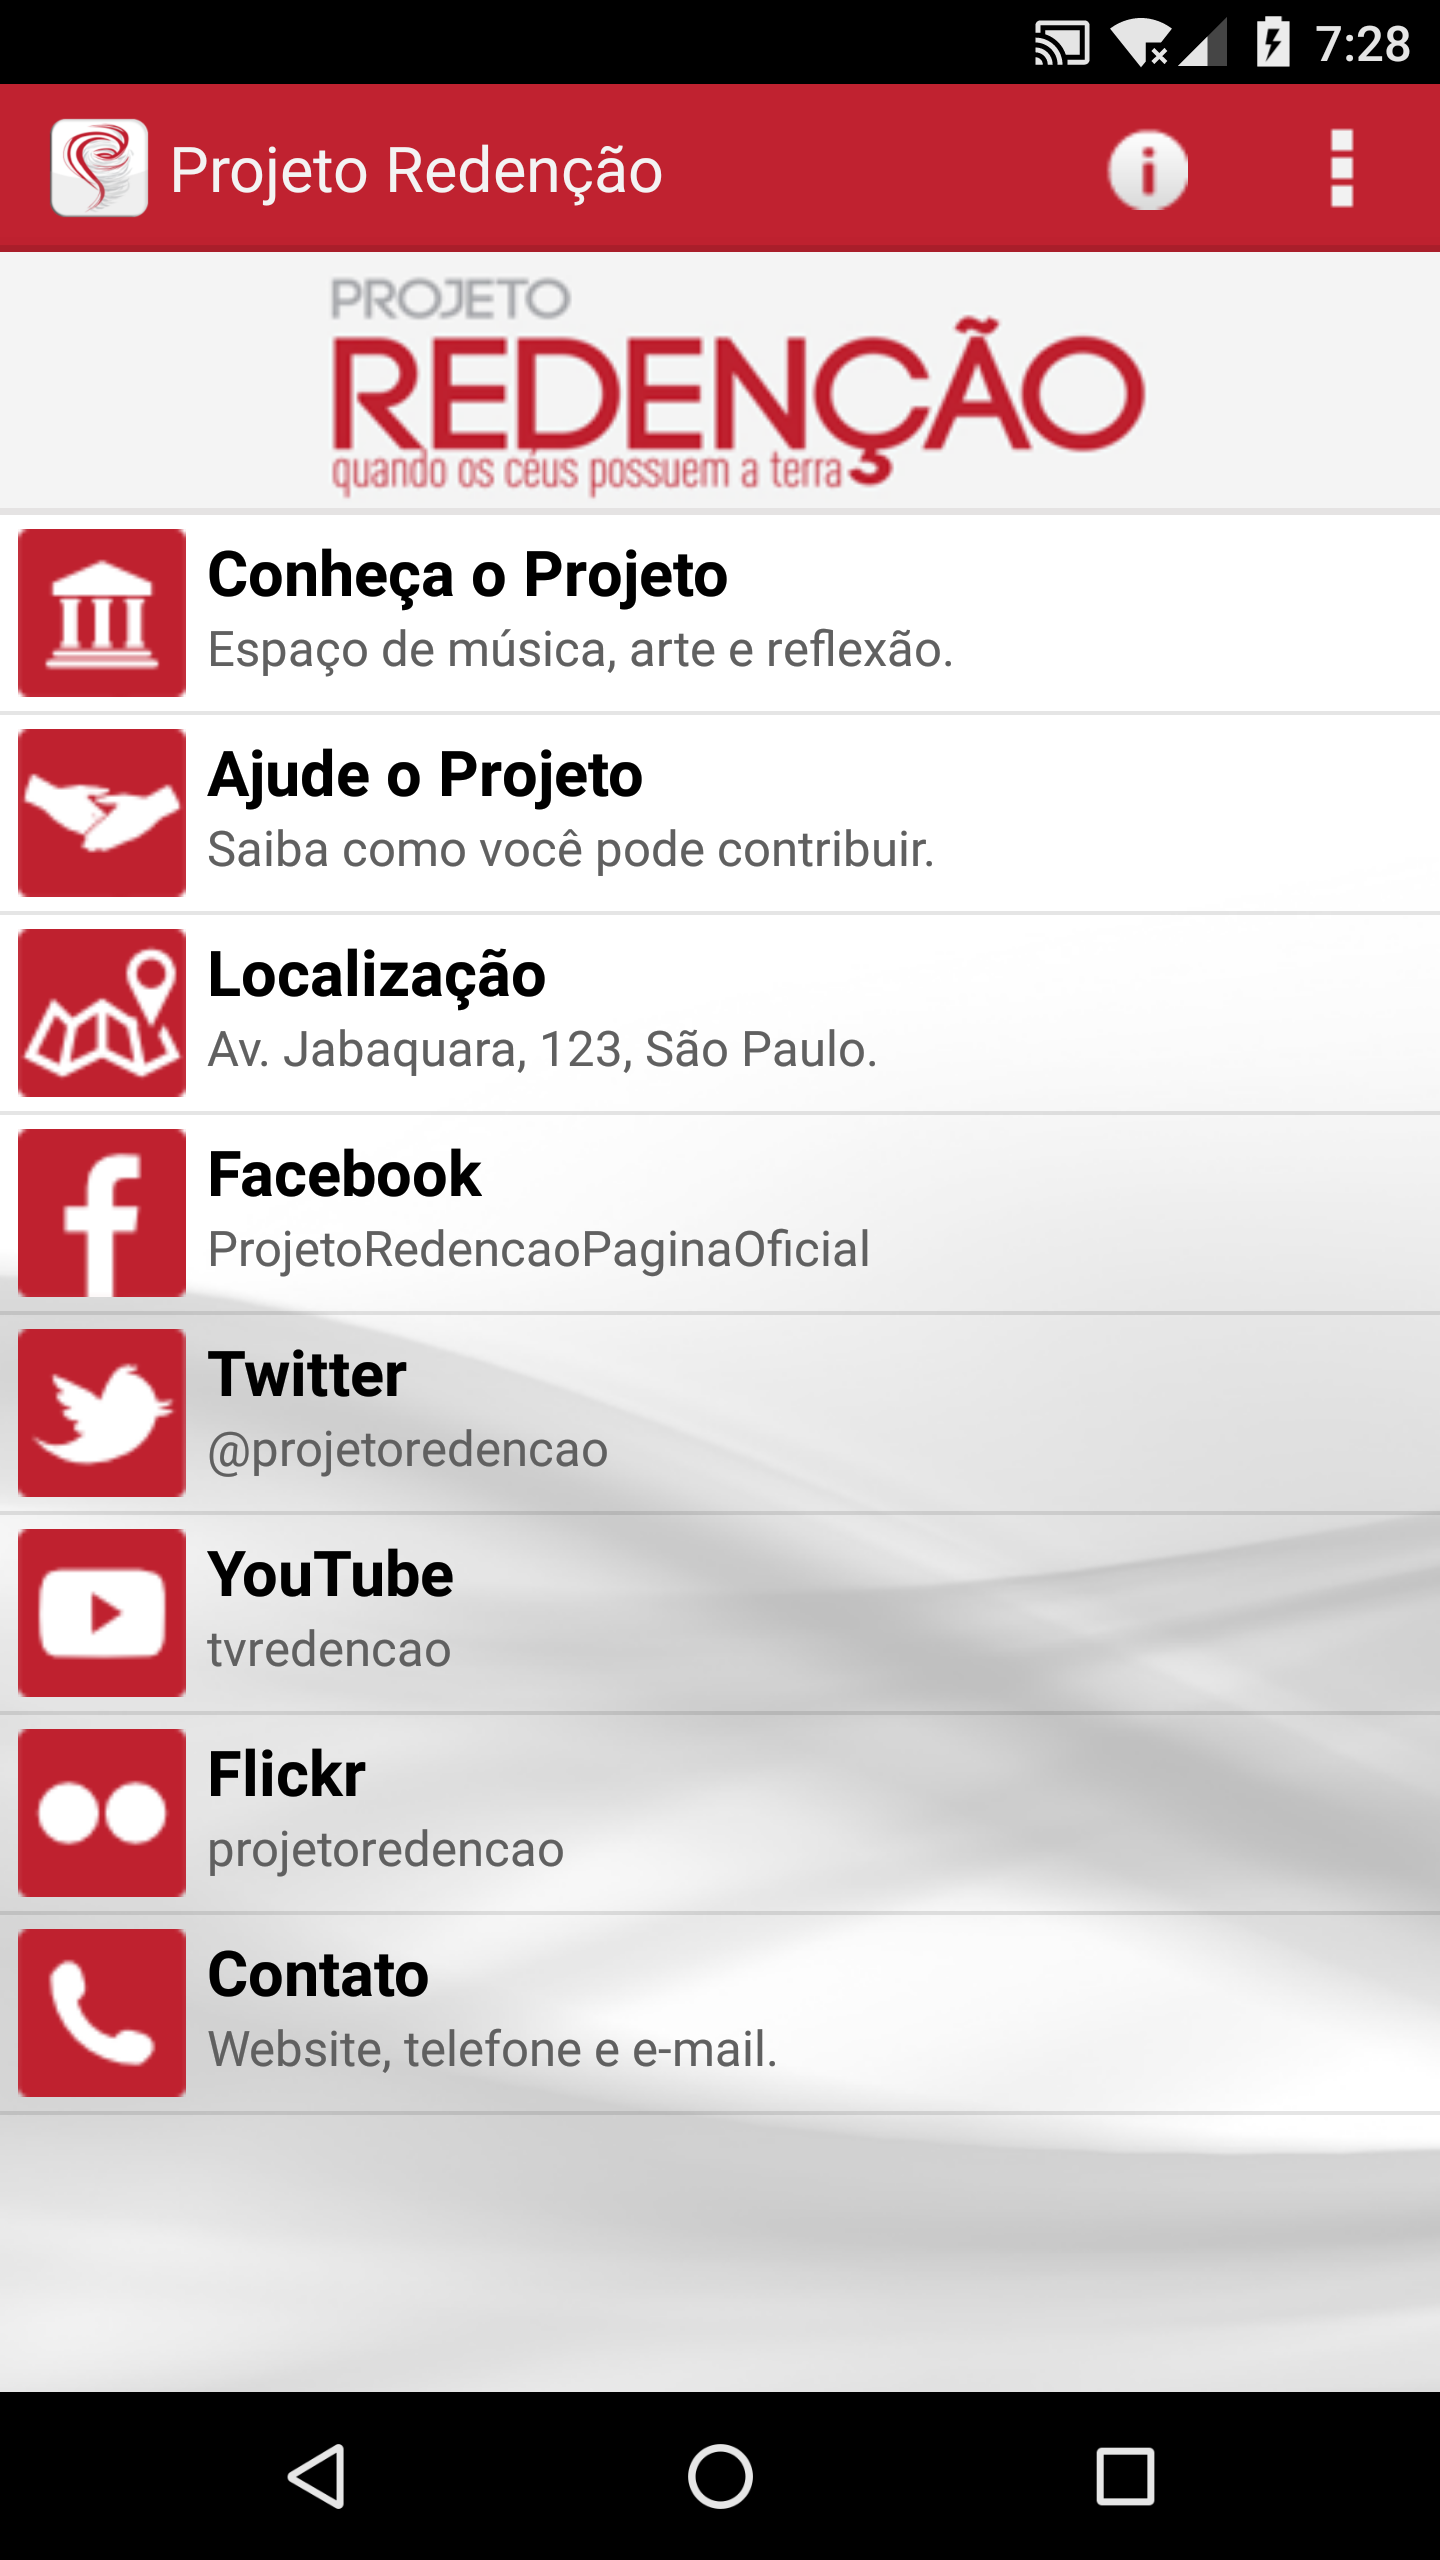 7:28
Projeto Redenção
PROJETO
REDENÇÃO
quando os céus possuem a terra
Conheça o Projeto
Espaço de música, arte e reflexão.
Ajude o Projeto
Saiba como você pode contribuir.
Localização
Av. Jabaquara, 123, São Paulo.
Facebook
ProjetoRedencaoPaginaOficial
Twitter
@projetoredencao
YouTube
tvredencao
Flickr
projetoredencao
Contato
Website, telefone e e-mail.